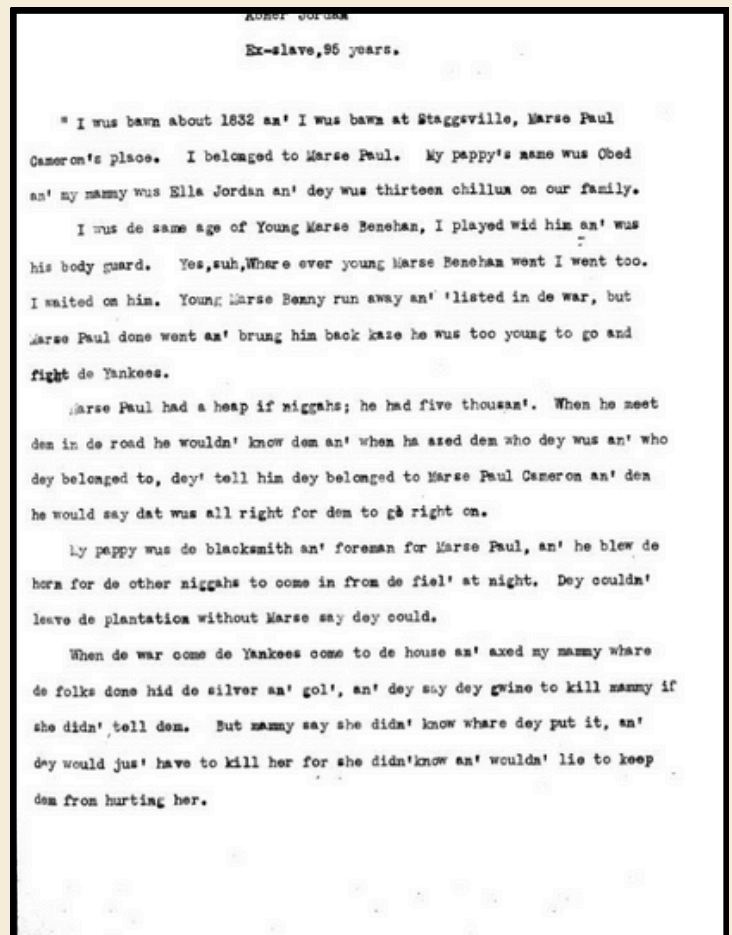 Abner Jordan
Ex-slave,95 years.
" I wus bawn about 1832 an' I wus bawn at Staggsville, Marse Paul
Cameron's place. I belonged to Marse Paul. My pappy's name wus Obed
an' my mammy wus Ella Jordan an' dey wus thirteen chillun on our family.
I wus de same age of Young Marse Benehan, I played wid him an' wus
his body guard. Yes,suh,Where ever young Marse Benehan went I went too.
I waited on him. Young Marse Benny run away an' 'listed in de war, but
Marse Paul done went an' brung him back kaze he wus too young to go and
fight de Yankees.
Marse Paul had a heap if niggahs; he had five thousan'. When he meet
dem in de road he wouldn' know dem an' when ha azed dem who dey wus an' who
dey belonged to, dey' tell him dey belonged to Marse Paul Cameron an' den
he would say dat wus all right for dem to go right on.
My pappy wus de blacksmith an' foreman for Marse Paul, an' he blew de
horn for de other niggahs to come in from de fiel' at night. Dey couldn'
leave de plantation without Marse say dey could.
When de war come de Yankees come to de house an' axed my mammy whare
de folks done hid de silver an' gol', an' dey say dey gwine to kill mammy if
she didn' tell dem. But mammy say she didn' know whare dey put it, an'
dey would jus' have to kill her for she didn'know an' wouldn' lie to keep
dem from hurting her.